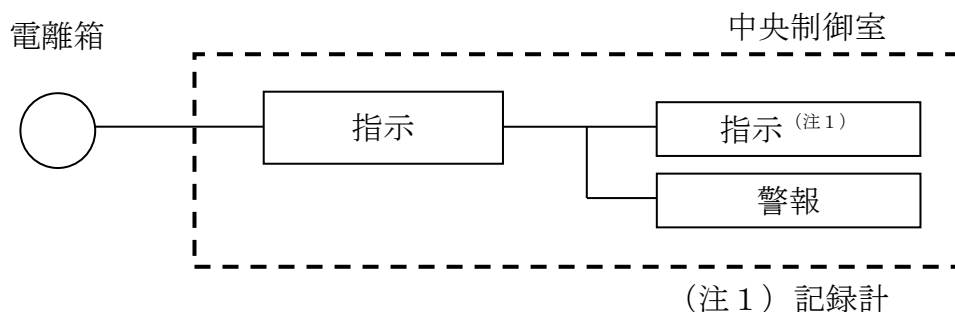 電離箱
中央制御室
指示
指示（注１）
警報
（注１）記録計